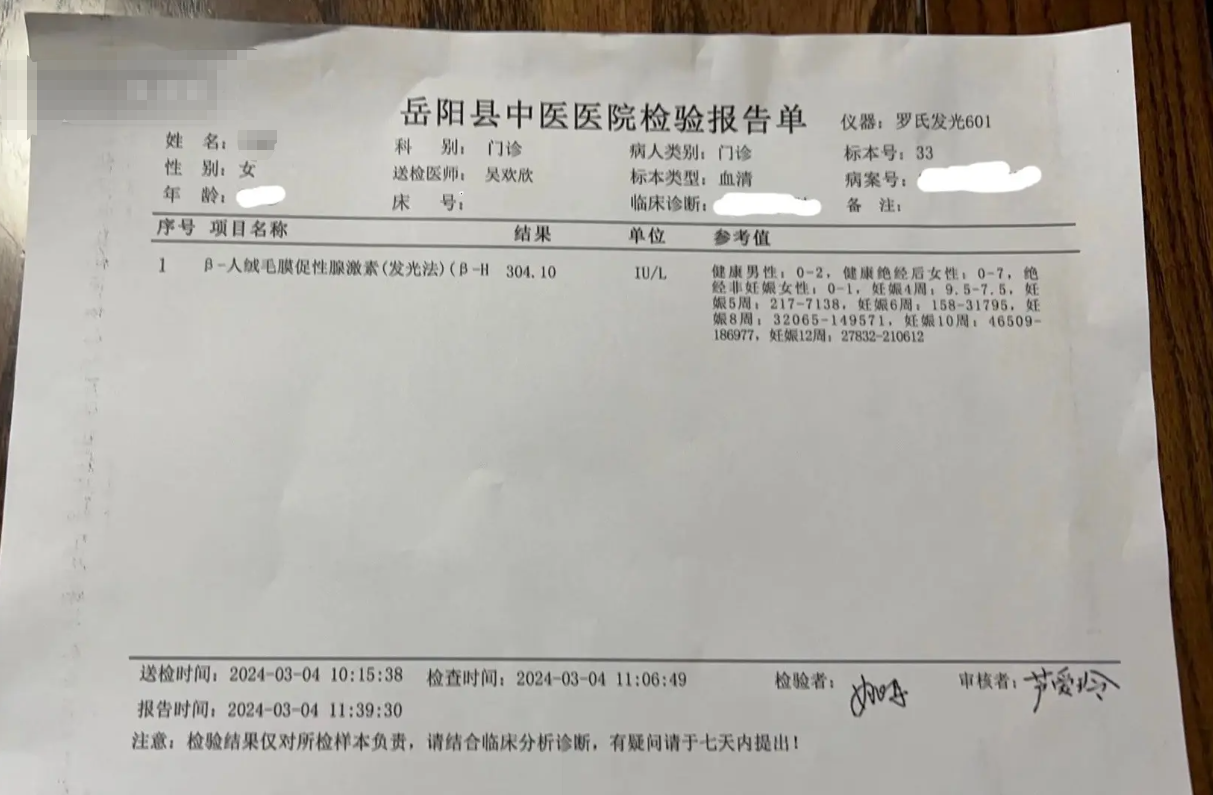 岳阳县中医医院检验报告单 仪器：罗氏发光601
姓 名： 科 别：门诊 病人类别：门诊 标本号：33
性 别：女 送检医师：吴欢欣 标本类型：血清 病案号：
年 龄： 床 号： 临床诊断： 备 注：
序号 项目名称 结果 单位 参考值
1 β-人绒毛膜促性腺激素(发光法)(β-H 304.10 IU/L 健康男性：0-2，健康绝经后女性：0-7，绝
经非妊娠女性：0-1，妊娠4周：9.5-7.5，妊
娠5周：217-7138，妊娠6周：158-31795，妊
娠8周：32065-149571，妊娠10周：46509-
186977，妊娠12周：27832-210612
送检时间：2024-03-04 10:15:38 检查时间：2024-03-04 11:06:49 检验者： 审核者：芦爱玲
报告时间：2024-03-04 11:39:30
注意：检验结果仅对所检样本负责，请结合临床分析诊断，有疑问请于七天内提出！